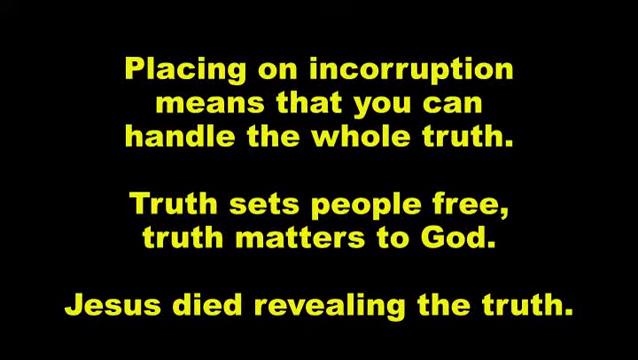 Placing on incorruption
means that you can
handle the whole truth.
Truth sets people free,
truth matters to God.
Jesus died revealing the truth.